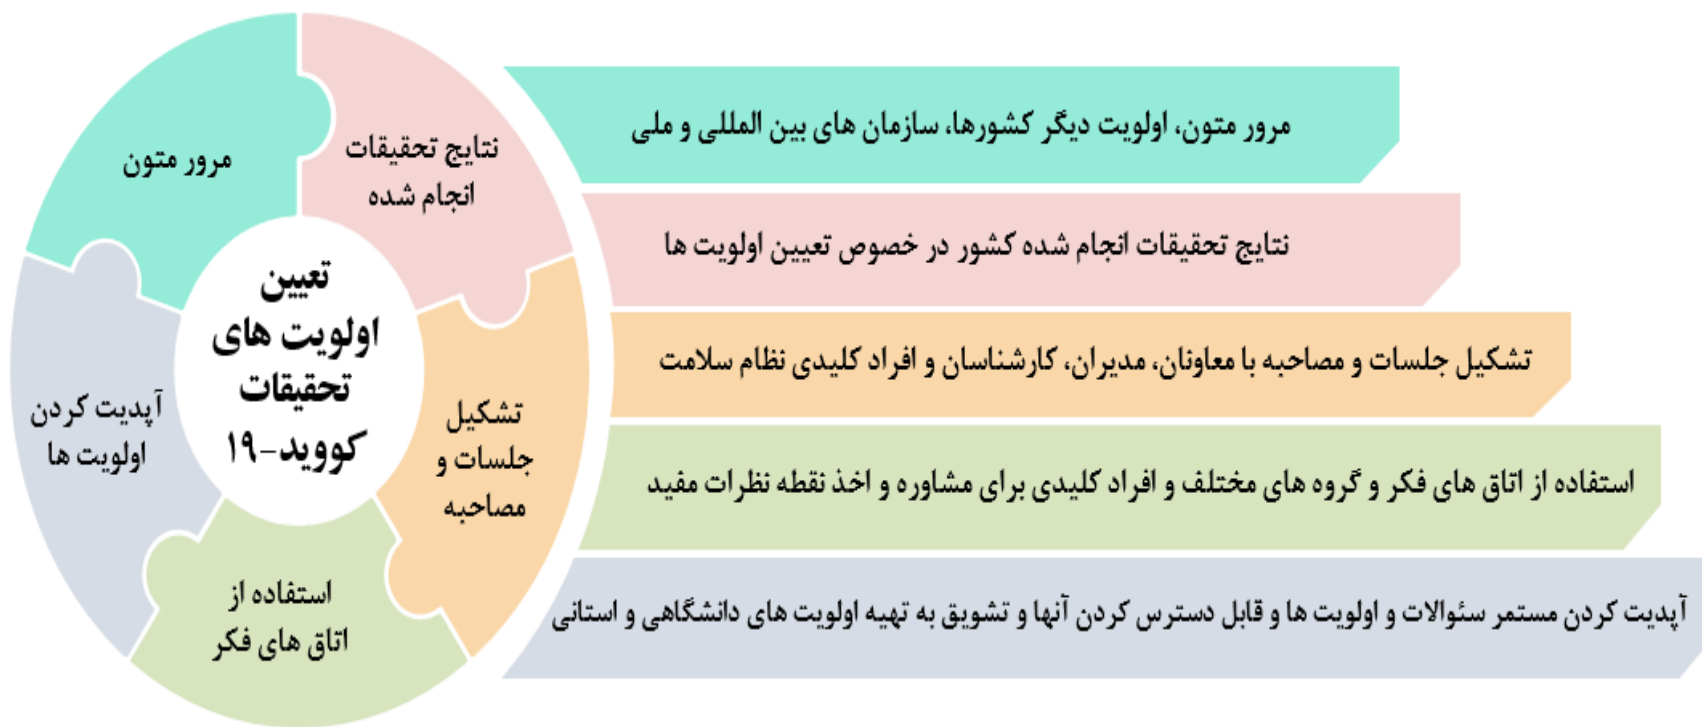 مرور متون
نتایج تحقیقات
انجام شده
تشکیل
جلسات و
مصاحبه
استفاده از
اتاق های فکر
آپدیت کردن
اولویت ها
تعیین
اولویت های
تحقیقات
کووید-۱۹
مرور متون، اولویت دیگر کشورها، سازمان های بین المللی و ملی
نتایج تحقیقات انجام شده کشور در خصوص تعیین اولویت ها
تشکیل جلسات و مصاحبه با معاونان، مدیران، کارشناسان و افراد کلیدی نظام سلامت
استفاده از اتاق های فکر و گروه های مختلف و افراد کلیدی برای مشاوره و اخذ نقطه نظرات مفید
آپدیت کردن مستمر سئوالات و اولویت ها و قابل دسترس کردن آنها و تشویق به تهیه اولویت های دانشگاهی و استانی